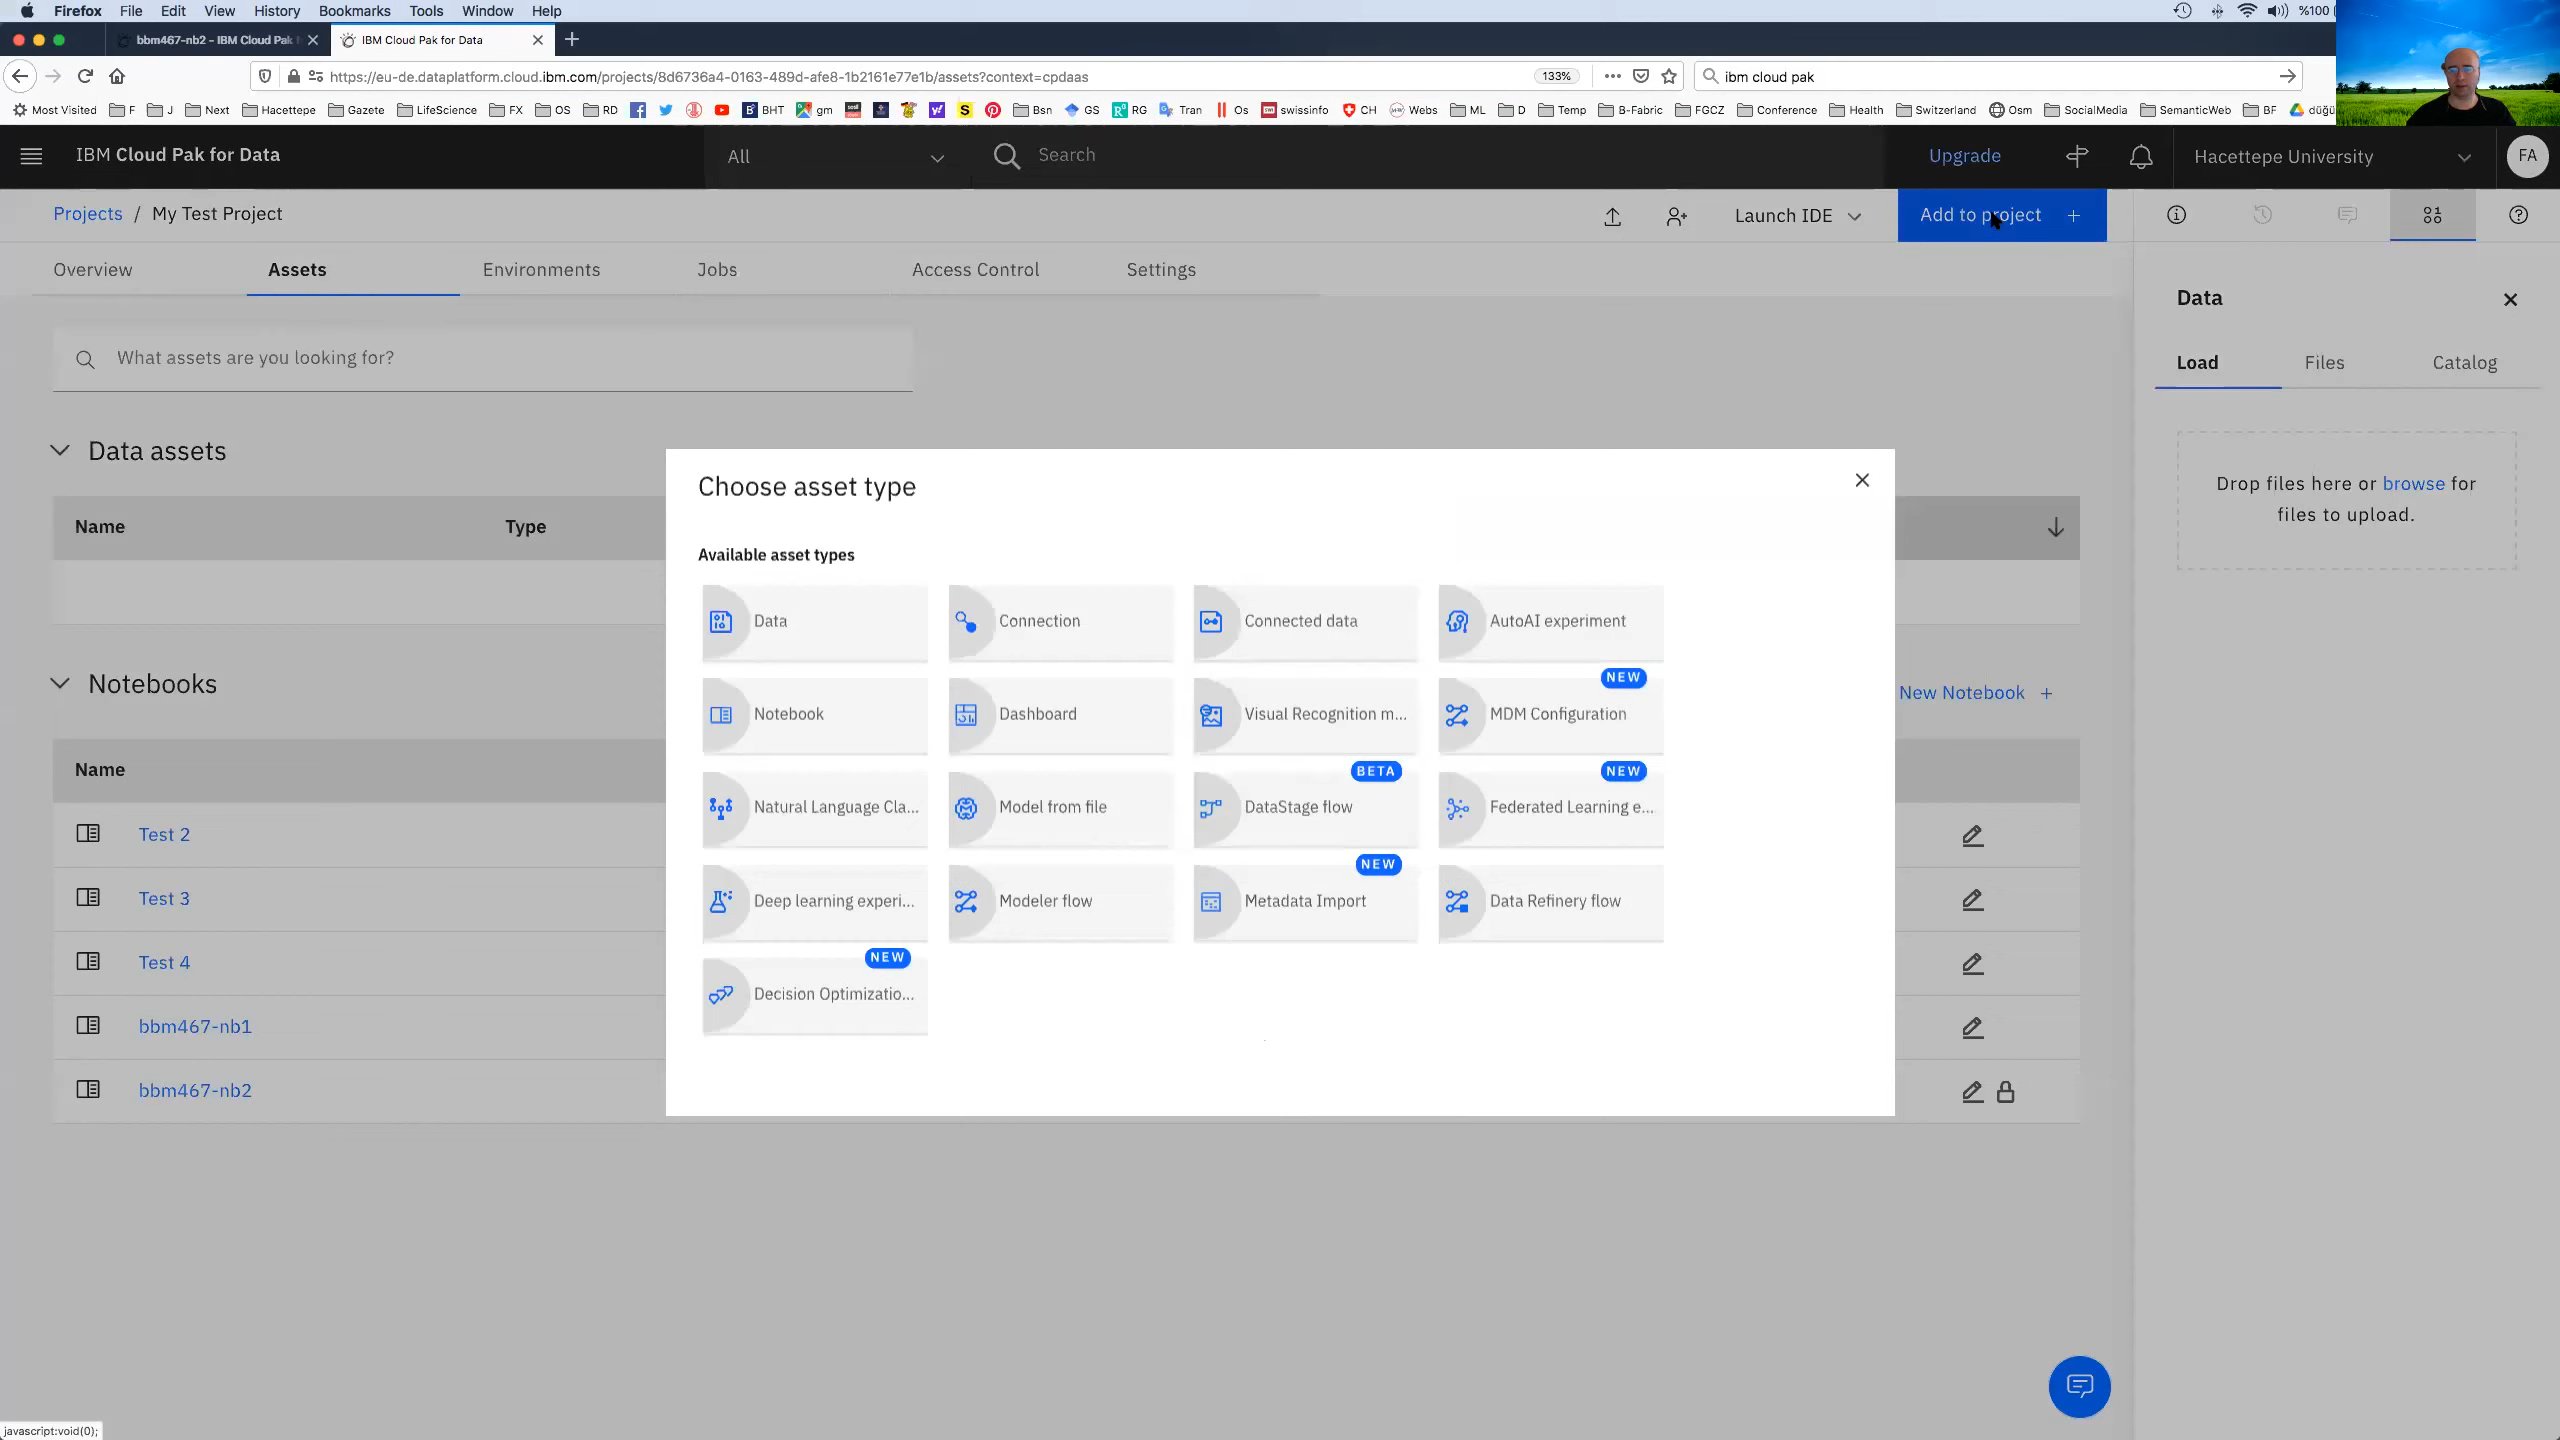 Firefox File Edit View History Bookmarks Tools Window Help %100
bbm467-nb2 - IBM Cloud Pak IBM Cloud Pak for Data
https://eu-de.dataplatform.cloud.ibm.com/projects/8d6736a4-0163-489d-afe8-1b2161e77e1b/assets?context=cpdaas 133% ibm cloud pak
Most Visited F J Next Hacettepe Gazete LifeScience FX OS RD BHT gm S Bsn GS RG Tran Os swissinfo CH Webs ML D Temp B-Fabric FGCZ Conference Health Switzerland Osm SocialMedia SemanticWeb BF düğü
IBM Cloud Pak for Data All Search Upgrade Hacettepe University FA
Projects / My Test Project Launch IDE Add to project +
Overview Assets Environments Jobs Access Control Settings
Data
Load Files Catalog
Drop files here or browse for
files to upload.
What assets are you looking for?
Data assets
Name Type
Notebooks
New Notebook +
Name
Test 2
Test 3
Test 4
bbm467-nb1
bbm467-nb2
Choose asset type
Available asset types
Data Connection Connected data AutoAI experiment
NEW
Notebook Dashboard Visual Recognition m... MDM Configuration
BETA NEW
Natural Language Cla... Model from file DataStage flow Federated Learning e...
NEW
Deep learning experi... Modeler flow Metadata Import Data Refinery flow
NEW
Decision Optimizatio...
javascript:void(0);